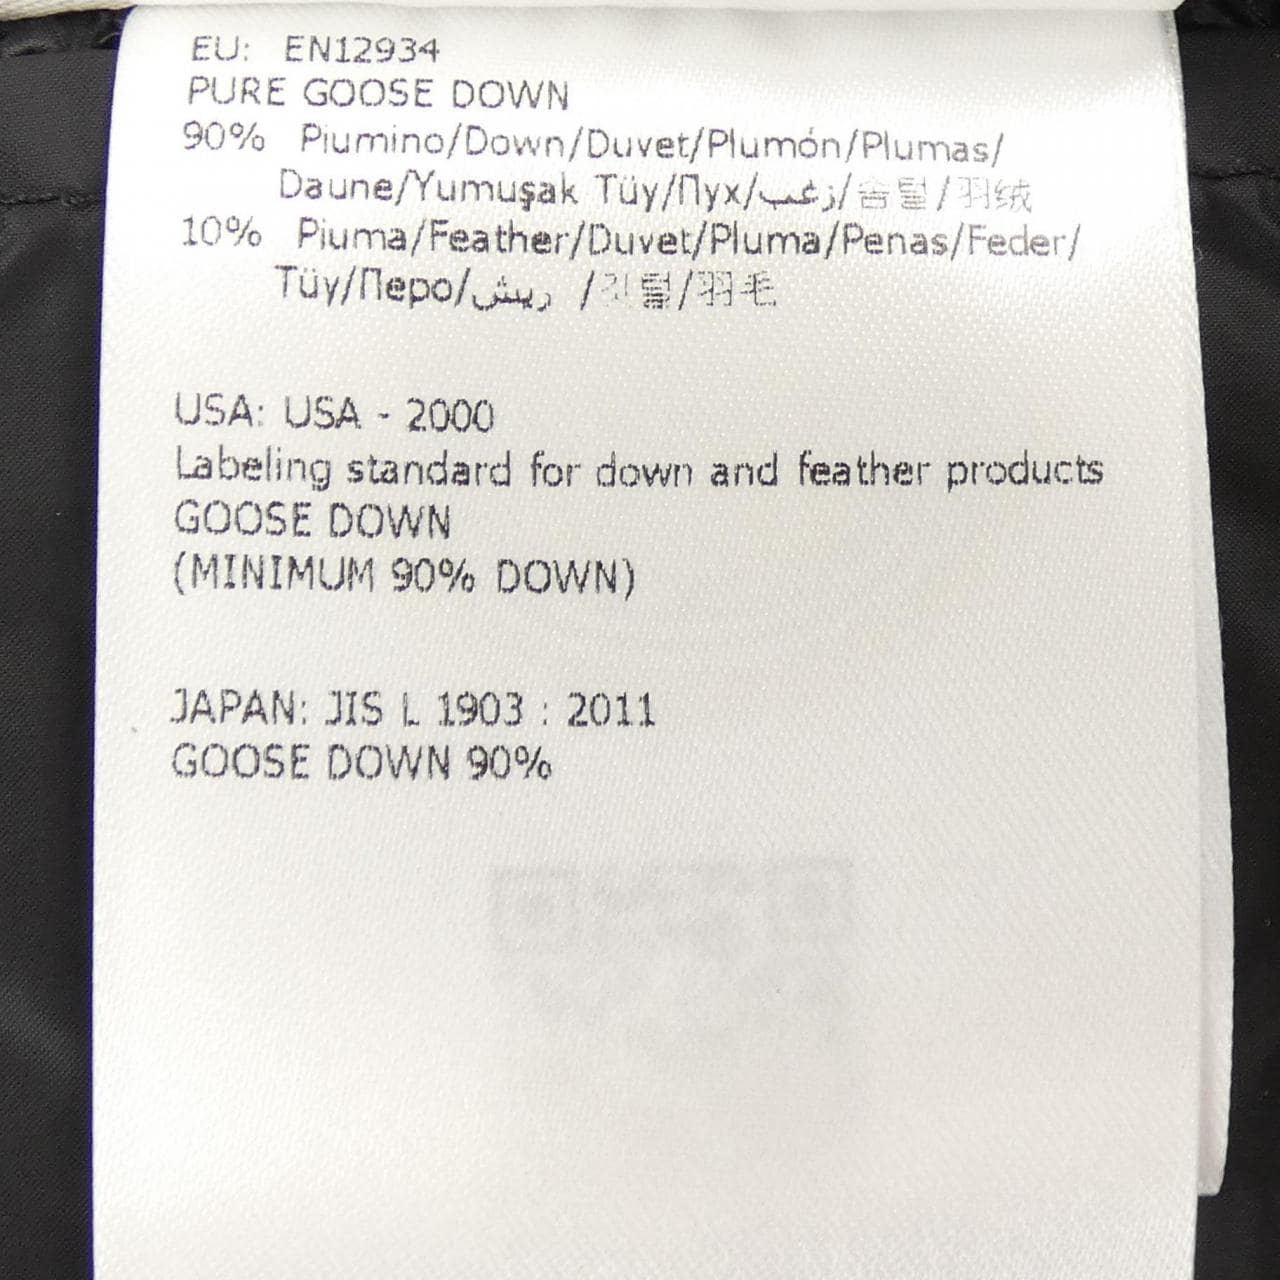 EU: EN12934
PURE GOOSE DOWN
90% Piumino/Down/Duvet/Plumón/Plumas/
Daune/Yumuşak Tüy/Пух/زغب/솜털/羽绒
10% Piuma/Feather/Duvet/Pluma/Penas/Feder/
Tüy/Перо/ريش /깃털/羽毛
USA: USA - 2000
Labeling standard for down and feather products
GOOSE DOWN
(MINIMUM 90% DOWN)
JAPAN: JIS L 1903 : 2011
GOOSE DOWN 90%